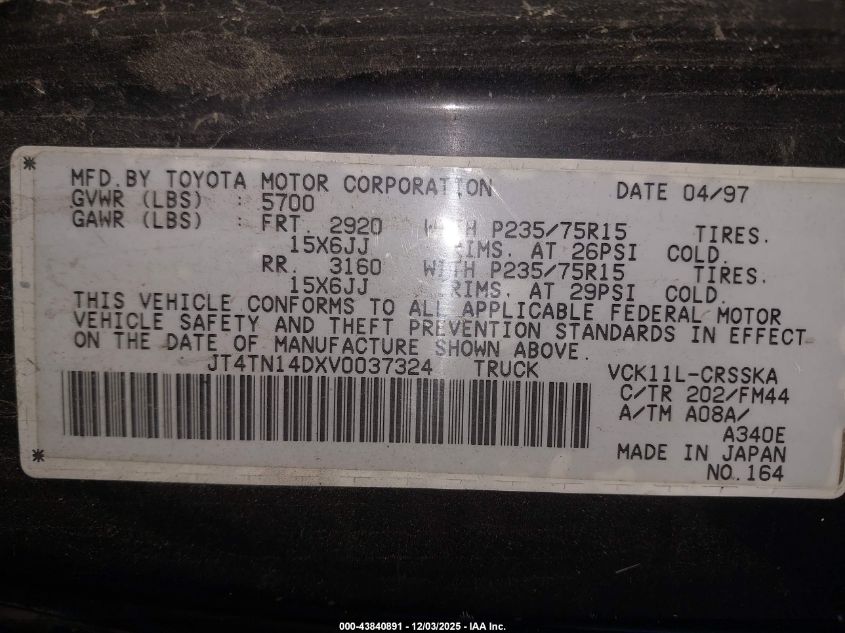 MFD. BY TOYOTA MOTOR CORPORATION DATE 04/97
GVWR (LBS) : 5700
GAWR (LBS) : FRT. 2920 WITH P235/75R15 TIRES.
15X6JJ RIMS. AT 26PSI COLD.
RR. 3160 WITH P235/75R15 TIRES.
15X6JJ RIMS. AT 29PSI COLD.
THIS VEHICLE CONFORMS TO ALL APPLICABLE FEDERAL MOTOR
VEHICLE SAFETY AND THEFT PREVENTION STANDARDS IN EFFECT
ON THE DATE OF MANUFACTURE SHOWN ABOVE.
JT4TN14DXV0037324 TRUCK VCK11L-CRSSKA
C/TR 202/FM44
A/TM A08A/
A340E
MADE IN JAPAN
NO. 164
000-43840891 - 12/03/2025 - IAA Inc.